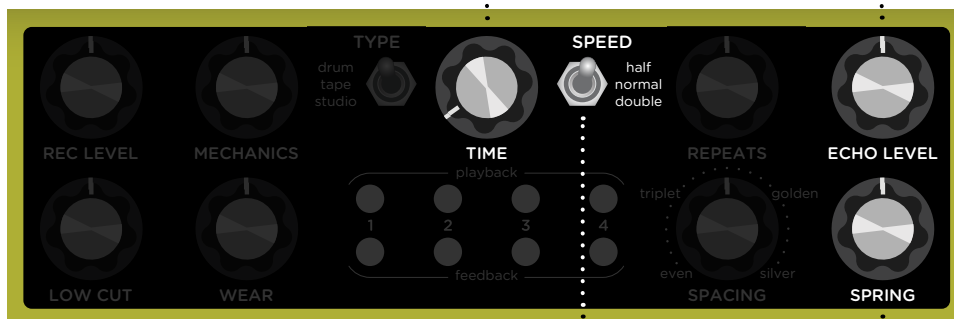 TYPE
drum
tape
studio
SPEED
half
normal
double
REC LEVEL
MECHANICS
TIME
REPEATS
ECHO LEVEL
playback
1 2 3 4
feedback
triplet
golden
even
silver
LOW CUT
WEAR
SPACING
SPRING